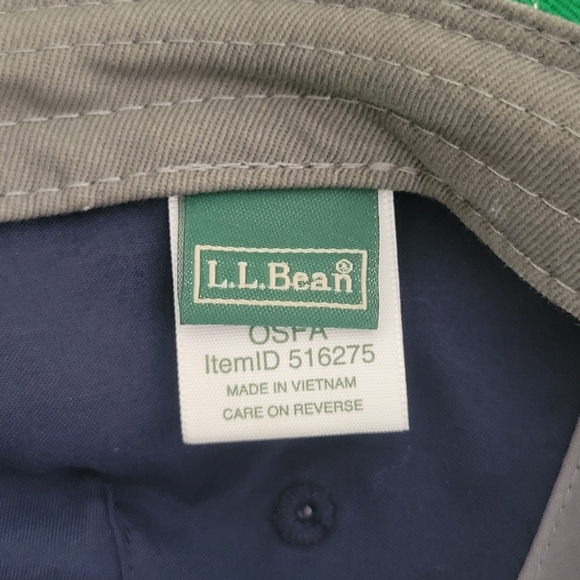 L.L.Bean®
OSFA
ItemID 516275
MADE IN VIETNAM
CARE ON REVERSE